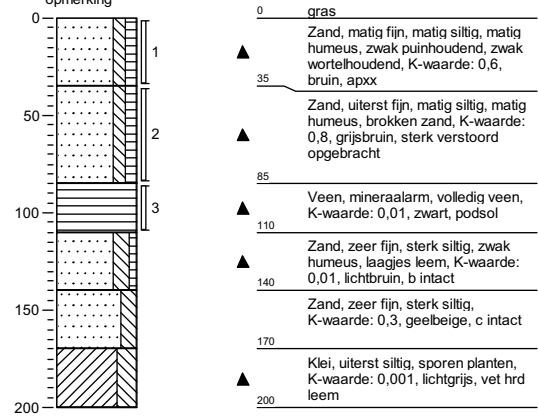 opmerking
0
0
gras
Zand, matig fijn, matig siltig, matig
humeus, zwak puinhoudend, zwak
wortelhoudend, K-waarde: 0,6,
bruin, apxx
1
35
50
Zand, uiterst fijn, matig siltig, matig
humeus, brokken zand, K-waarde:
0,8, grijsbruin, sterk verstoord
opgebracht
2
85
Veen, mineraalarm, volledig veen,
K-waarde: 0,01, zwart, podsol
3
100
110
Zand, zeer fijn, sterk siltig, zwak
humeus, laagjes leem, K-waarde:
0,01, lichtbruin, b intact
140
150
Zand, zeer fijn, sterk siltig,
K-waarde: 0,3, geelbeige, c intact
170
Klei, uiterst siltig, sporen planten,
K-waarde: 0,001, lichtgrijs, vet hrd
leem
200
200